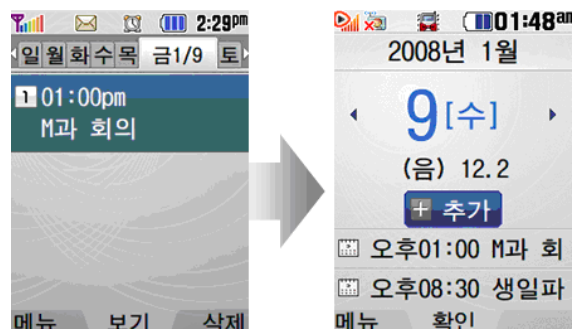 2:29pm
일 월 화 수 목 금1/9 토
1 01:00pm
M과 회의
메뉴 보기 삭제
01:48am
2008년 1월
9[수]
(음) 12.2
+ 추가
오후01:00 M과 회
오후08:30 생일파
메뉴 확인